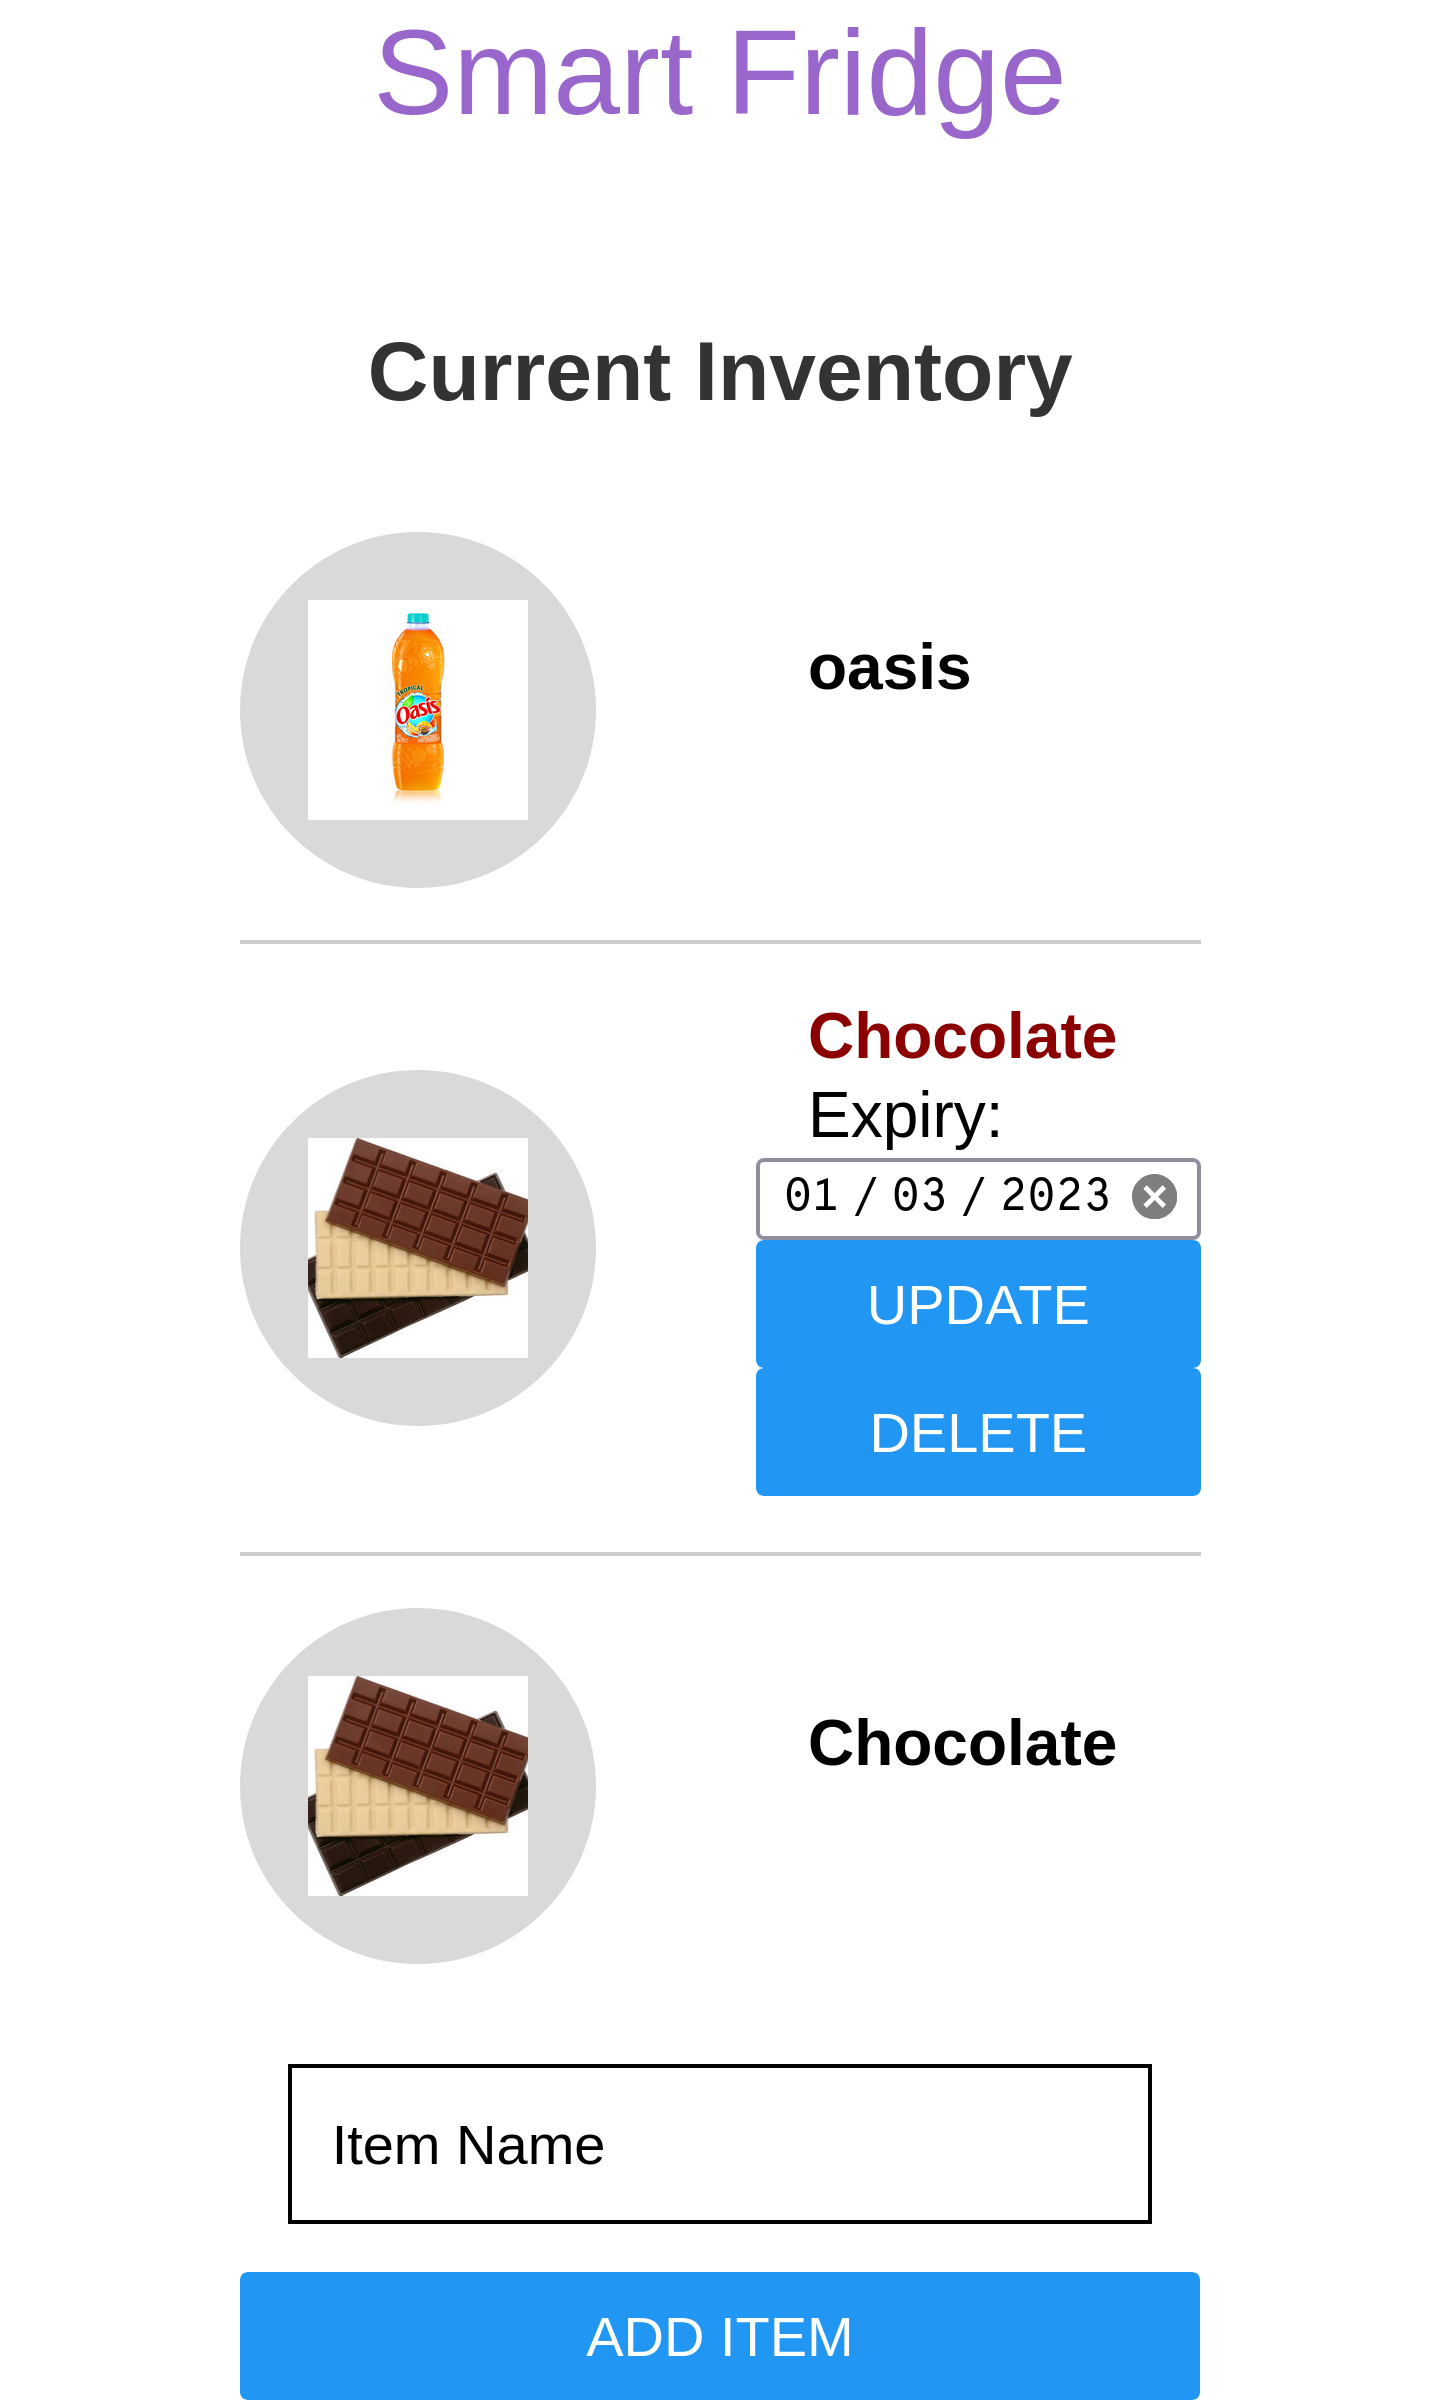 Smart Fridge
Current Inventory
TROPICAL
Oasis
oasis
Chocolate
Expiry:
01 / 03 / 2023
UPDATE
DELETE
Chocolate
Item Name
ADD ITEM